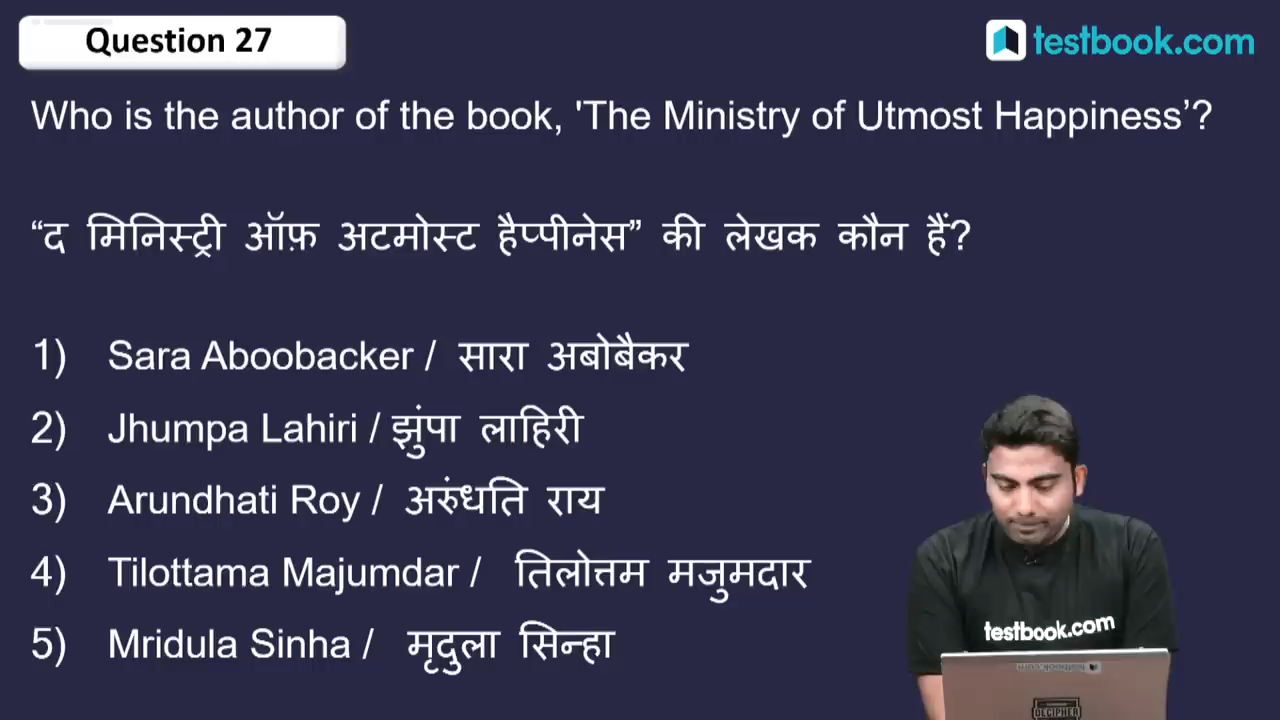 Question 27
testbook.com
Who is the author of the book, 'The Ministry of Utmost Happiness’?
“द मिनिस्ट्री ऑफ़ अटमोस्ट हैप्पीनेस” की लेखक कौन हैं?
1) Sara Aboobacker / सारा अबोबैकर
2) Jhumpa Lahiri / झुंपा लाहिरी
3) Arundhati Roy / अरुंधति राय
4) Tilottama Majumdar / तिलोत्तम मजुमदार
5) Mridula Sinha / मृदुला सिन्हा
testbook.com
DECIPHER